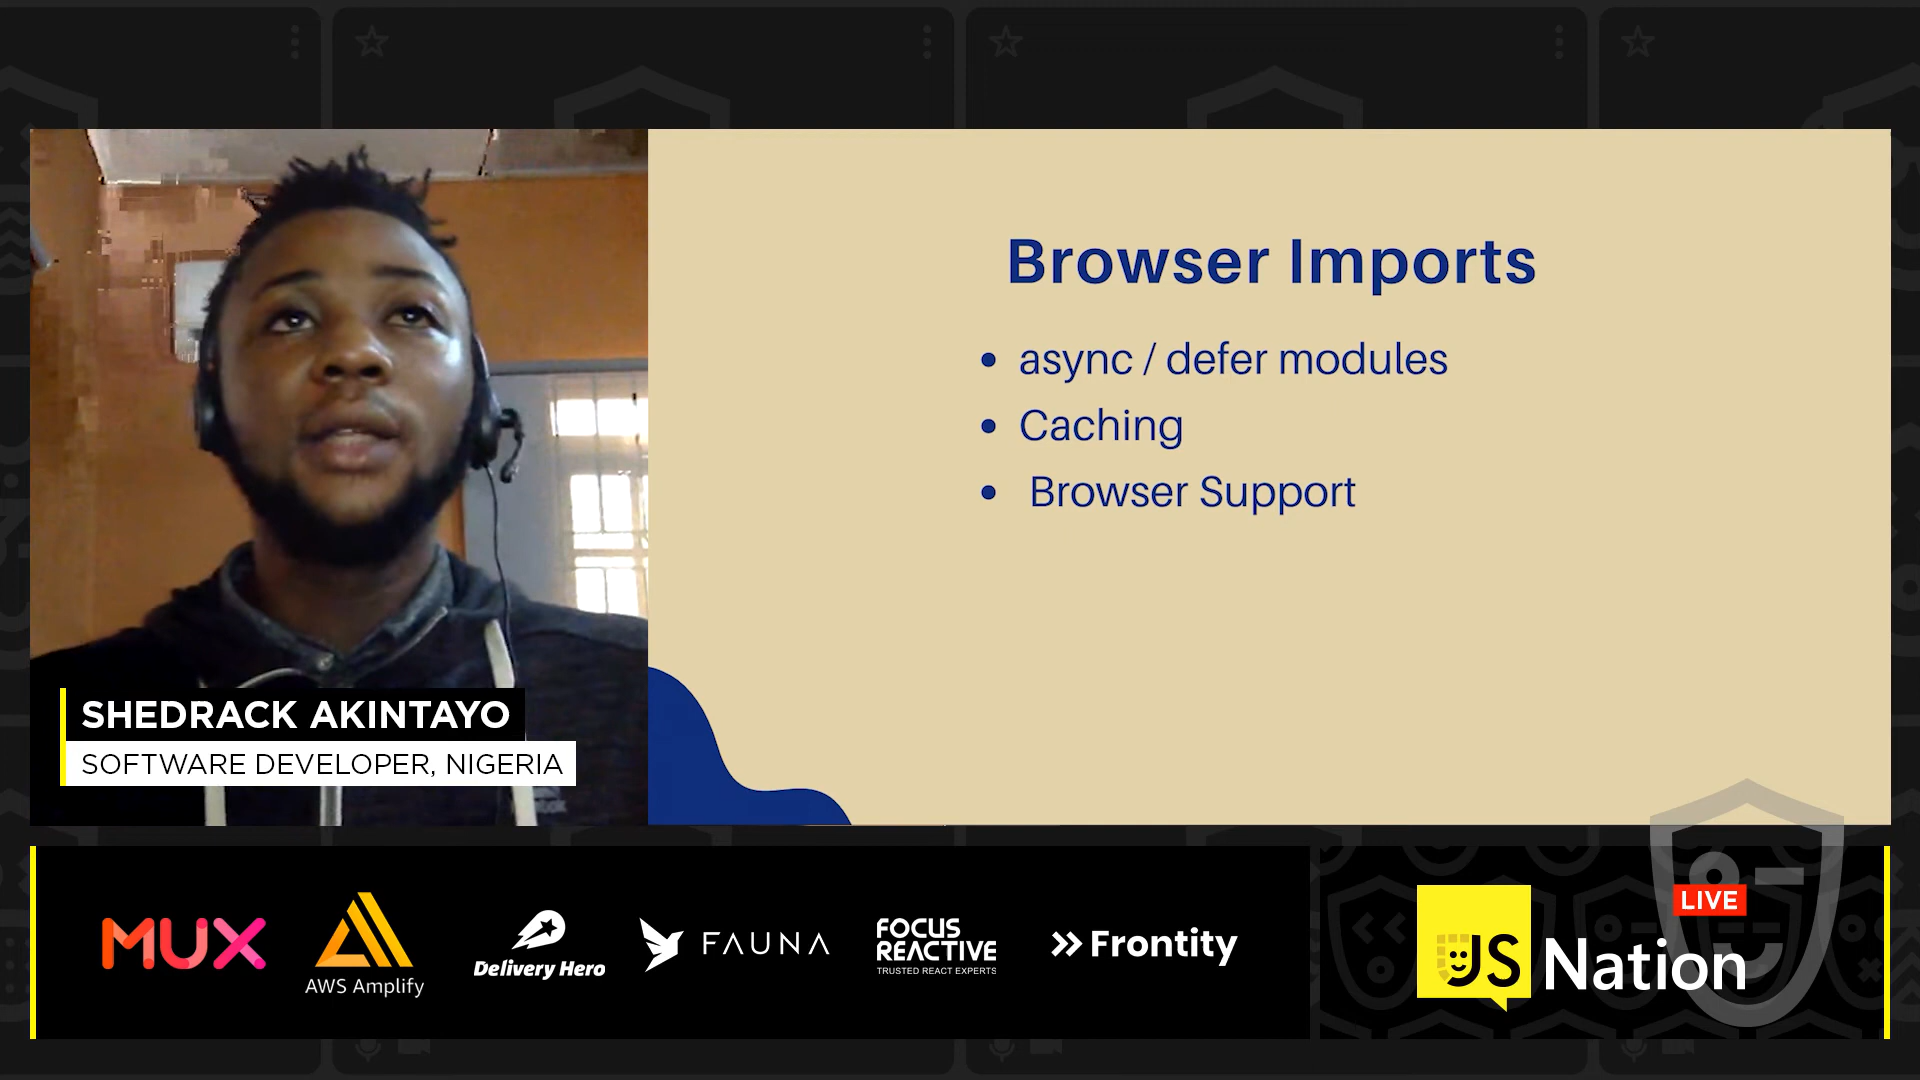 Browser Imports
async / defer modules
Caching
Browser Support
SHEDRACK AKINTAYO
SOFTWARE DEVELOPER, NIGERIA
MUX
AWS Amplify
Delivery Hero
FAUNA
FOCUS
REACTIVE
TRUSTED REACT EXPERTS
Frontity
LIVE
JS Nation